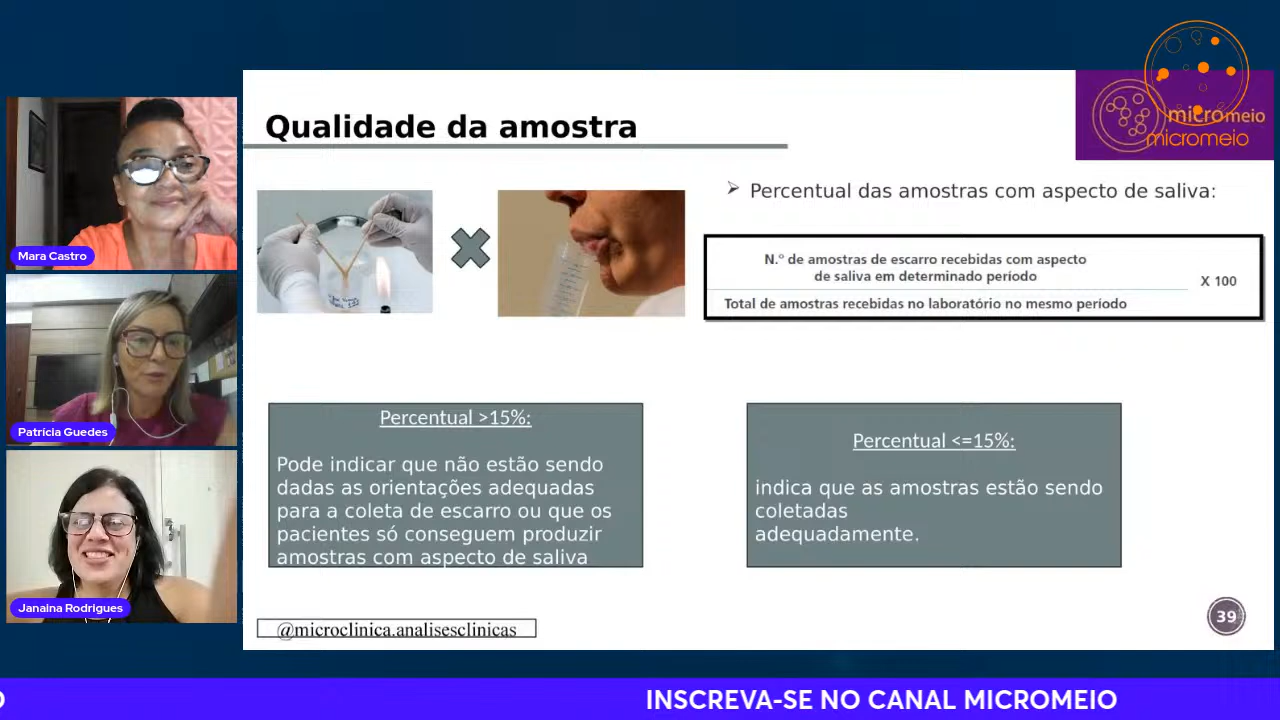 Qualidade da amostra
micromeio
micromeio
Percentual das amostras com aspecto de saliva:
N.º de amostras de escarro recebidas com aspecto
de saliva em determinado período
X 100
Total de amostras recebidas no laboratório no mesmo período
Percentual >15%:
Pode indicar que não estão sendo
dadas as orientações adequadas
para a coleta de escarro ou que os
pacientes só conseguem produzir
amostras com aspecto de saliva
Percentual <=15%:
indica que as amostras estão sendo
coletadas
adequadamente.
@microclinica.analisesclinicas
39
Mara Castro
Patrícia Guedes
Janaina Rodrigues
INSCREVA-SE NO CANAL MICROMEIO